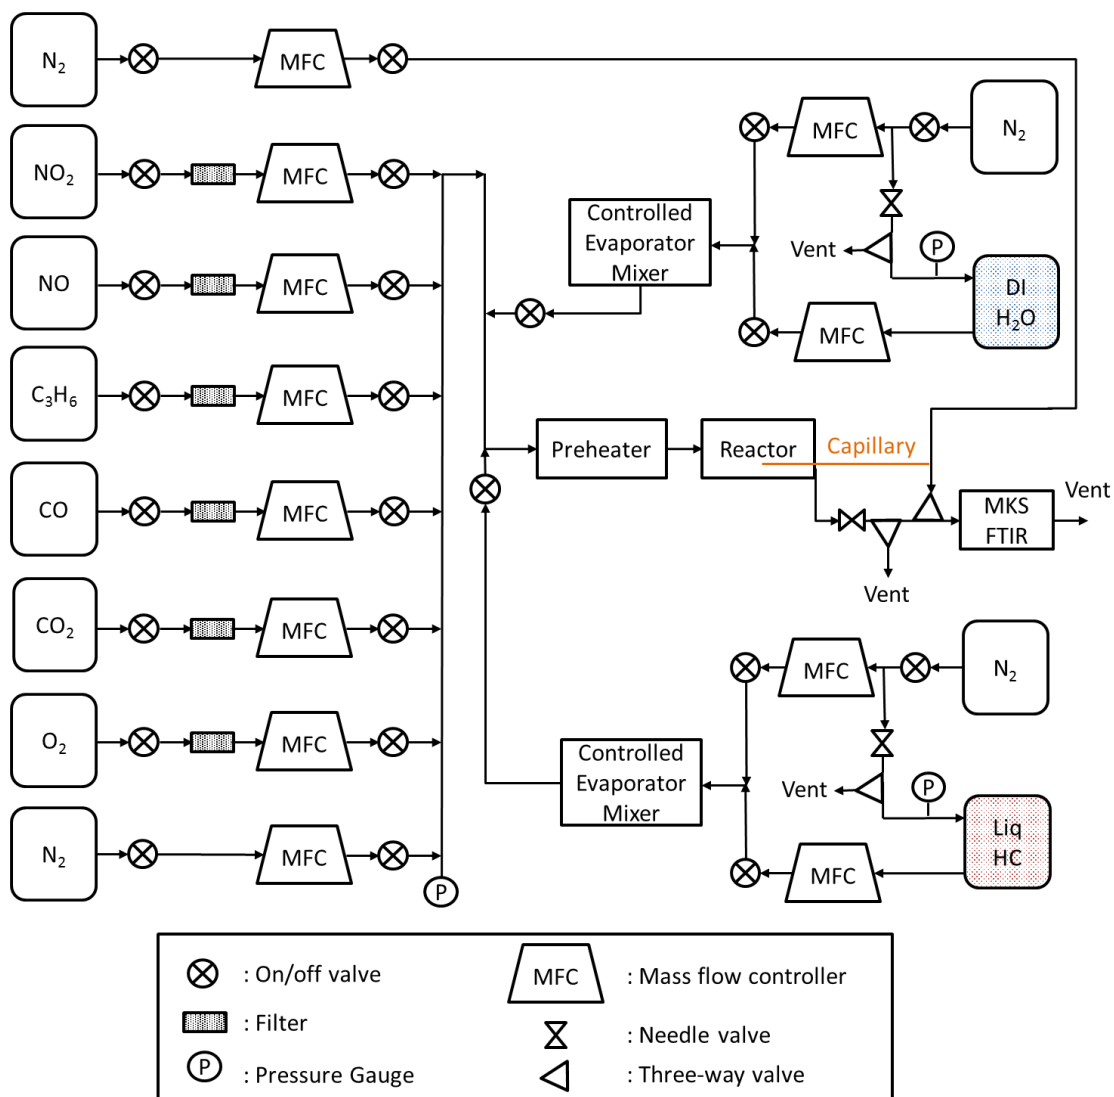 N2
MFC
N2
MFC
NO2
MFC
Controlled
Evaporator
Mixer
Vent
P
NO
MFC
DI
H2O
MFC
C3H6
MFC
Preheater
Reactor
Capillary
CO
MFC
MKS
FTIR
Vent
Vent
CO2
MFC
MFC
N2
O2
MFC
Controlled
Evaporator
Mixer
Vent
P
Liq
HC
N2
MFC
MFC
P
: On/off valve
MFC
: Mass flow controller
: Filter
: Needle valve
P
: Pressure Gauge
: Three-way valve